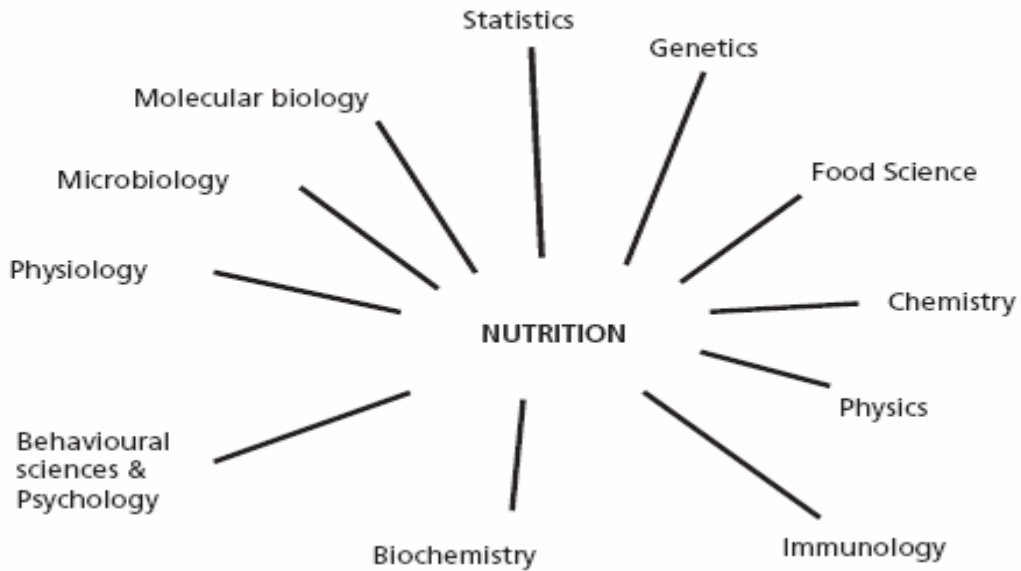 Statistics
Genetics
Molecular biology
Food Science
Microbiology
Physiology
Chemistry
NUTRITION
Physics
Behavioural
sciences &
Psychology
Biochemistry
Immunology